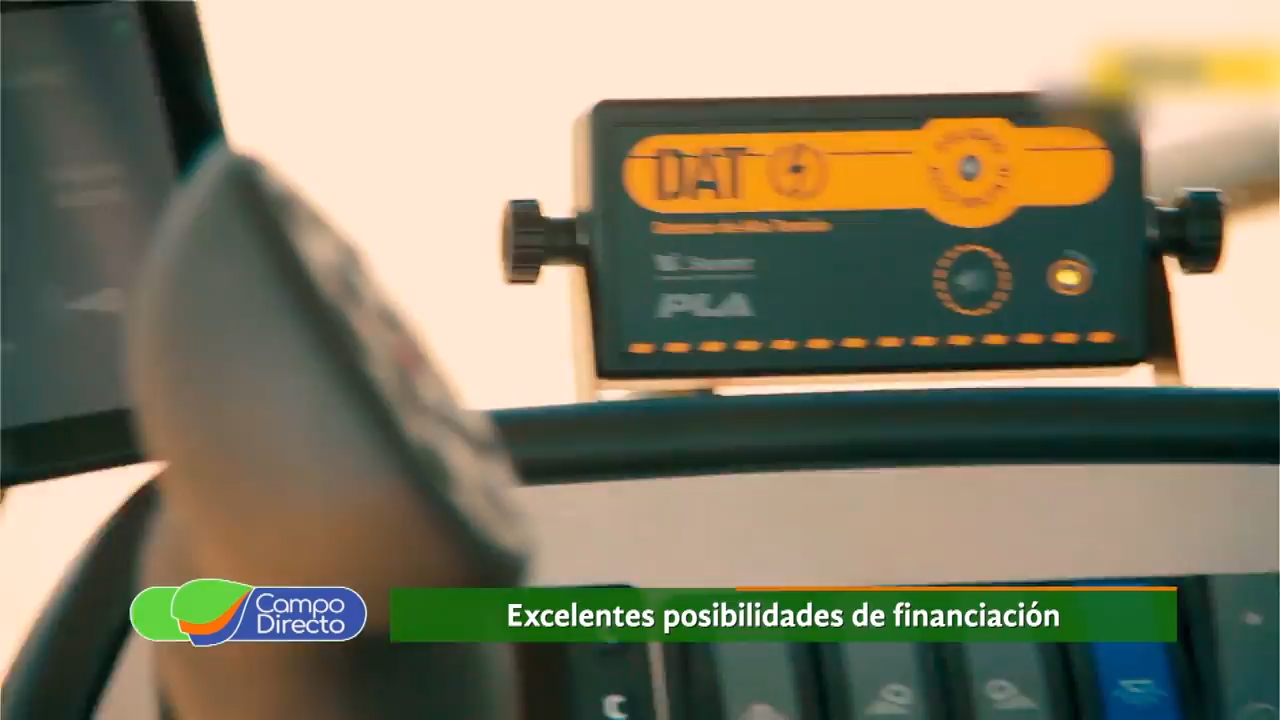 DAT
PLA
Campo
Directo
Excelentes posibilidades de financiación
C